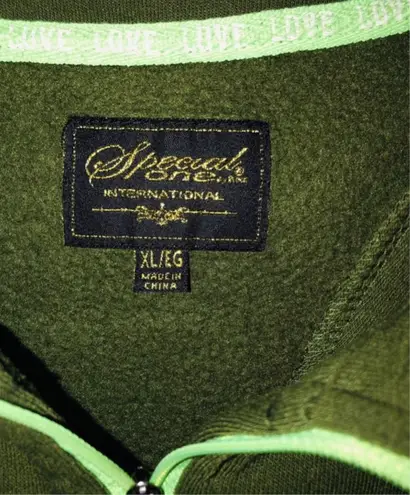 LOVE LOVE LOVE LOVE LOVE
Special
one
INTERNATIONAL
XL/EG
MADE IN
CHINA